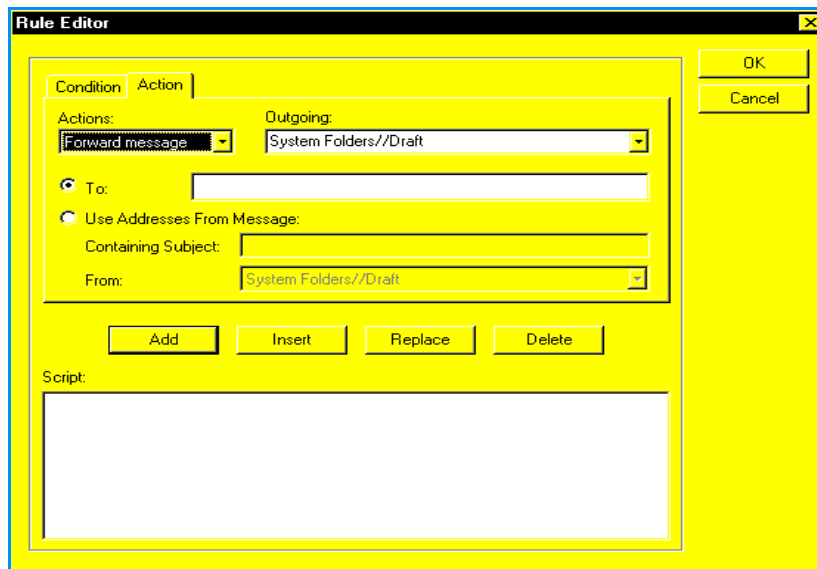 Rule Editor
OK
Cancel
Condition Action
Actions: Outgoing:
Forward message System Folders//Draft
To:
Use Addresses From Message:
Containing Subject:
From: System Folders//Draft
Add Insert Replace Delete
Script: